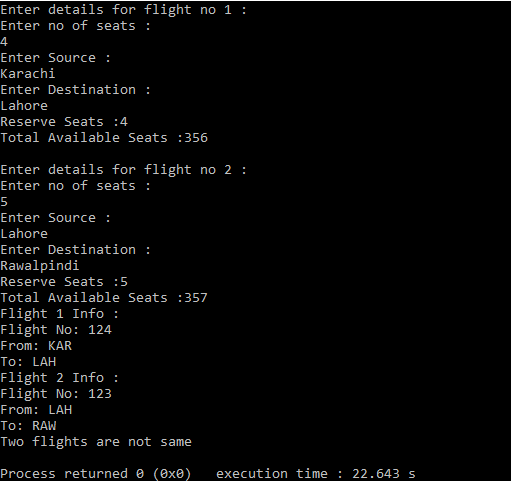 Enter details for flight no 1 :
Enter no of seats :
4
Enter Source :
Karachi
Enter Destination :
Lahore
Reserve Seats :4
Total Available Seats :356

Enter details for flight no 2 :
Enter no of seats :
5
Enter Source :
Lahore
Enter Destination :
Rawalpindi
Reserve Seats :5
Total Available Seats :357
Flight 1 Info :
Flight No: 124
From: KAR
To: LAH
Flight 2 Info :
Flight No: 123
From: LAH
To: RAW
Two flights are not same

Process returned 0 (0x0)   execution time : 22.643 s